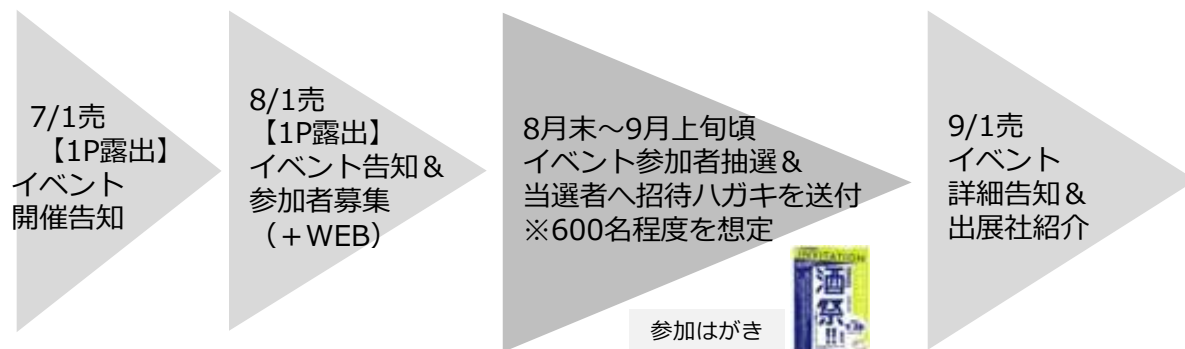 7/1売
【1P露出】
イベント
開催告知
8/1売
【1P露出】
イベント告知＆
参加者募集
（＋WEB）
8月末～9月上旬頃
イベント参加者抽選＆
当選者へ招待ハガキを送付
※600名程度を想定
INVITATION
酒祭!!
参加はがき
9/1売
イベント
詳細告知＆
出展社紹介